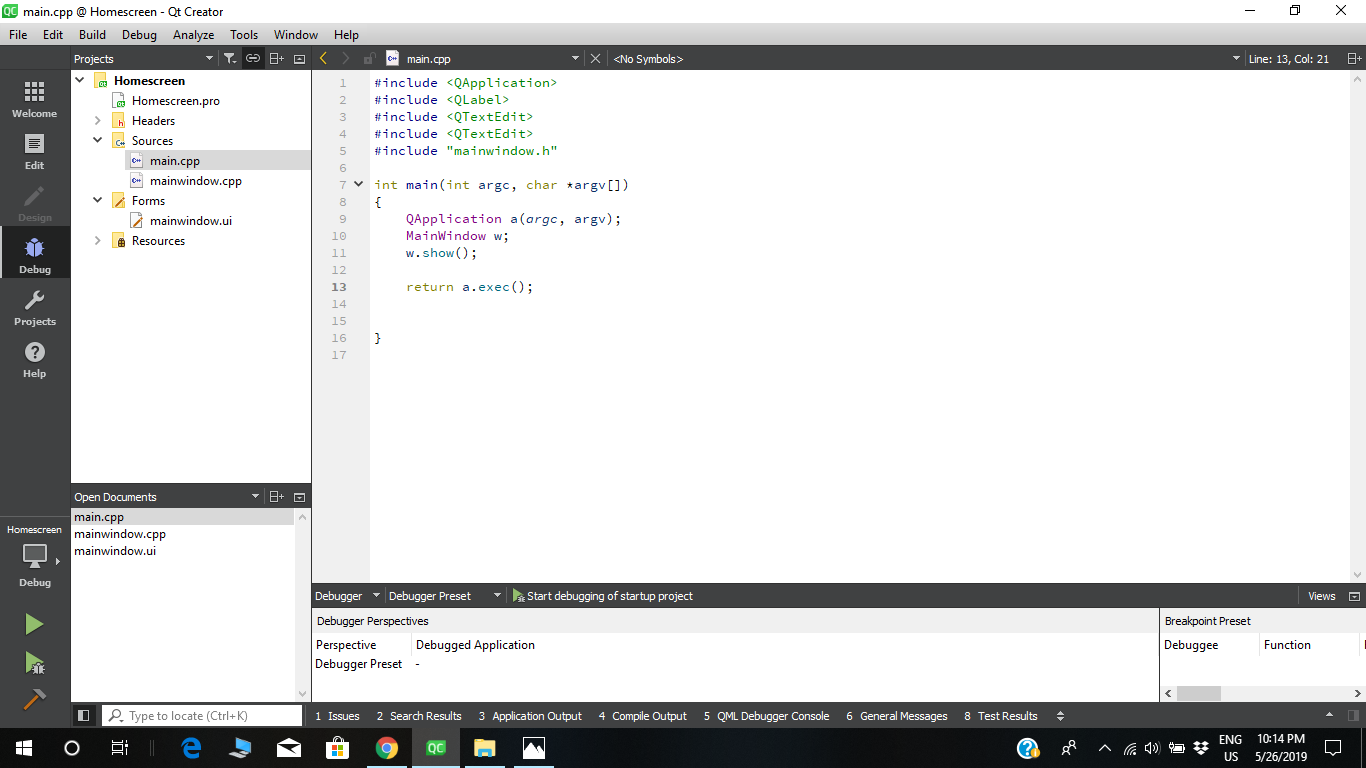 main.cpp @ Homescreen - Qt Creator
File Edit Build Debug Analyze Tools Window Help
Projects
main.cpp
<No Symbols>
Line: 13, Col: 21
Welcome
Edit
Design
Debug
Projects
Help
Homescreen
Debug
Homescreen
Homescreen.pro
Headers
Sources
main.cpp
mainwindow.cpp
Forms
mainwindow.ui
Resources
Open Documents
main.cpp
mainwindow.cpp
mainwindow.ui
1 #include <QApplication>
2 #include <QLabel>
3 #include <QTextEdit>
4 #include <QTextEdit>
5 #include "mainwindow.h"
6
7 int main(int argc, char *argv[])
8 {
9 QApplication a(argc, argv);
10 MainWindow w;
11 w.show();
12
13 return a.exec();
14
15
16 }
17
Debugger Debugger Preset Start debugging of startup project Views
Debugger Perspectives
Perspective Debugged Application
Debugger Preset -
Breakpoint Preset
Debuggee Function
Type to locate (Ctrl+K)
1 Issues 2 Search Results 3 Application Output 4 Compile Output 5 QML Debugger Console 6 General Messages 8 Test Results
ENG
US
10:14 PM
5/26/2019